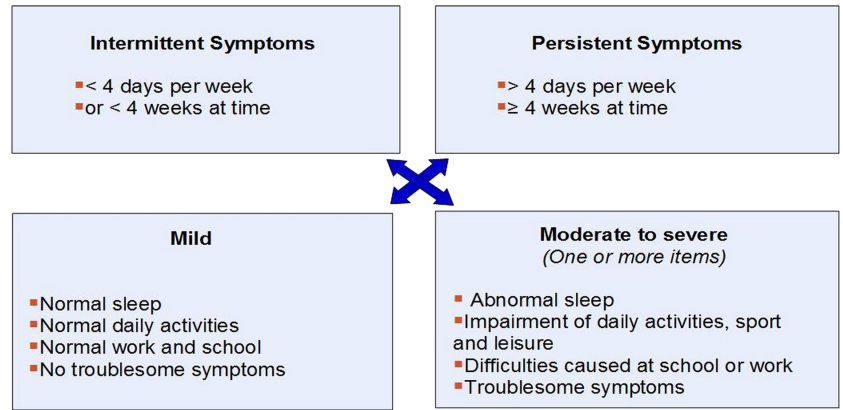 Intermittent Symptoms
▪< 4 days per week
▪or < 4 weeks at time
Persistent Symptoms
▪> 4 days per week
▪≥ 4 weeks at time
Mild
▪Normal sleep
▪Normal daily activities
▪Normal work and school
▪No troublesome symptoms
Moderate to severe
(One or more items)
▪ Abnormal sleep
▪Impairment of daily activities, sport
and leisure
▪Difficulties caused at school or work
▪Troublesome symptoms